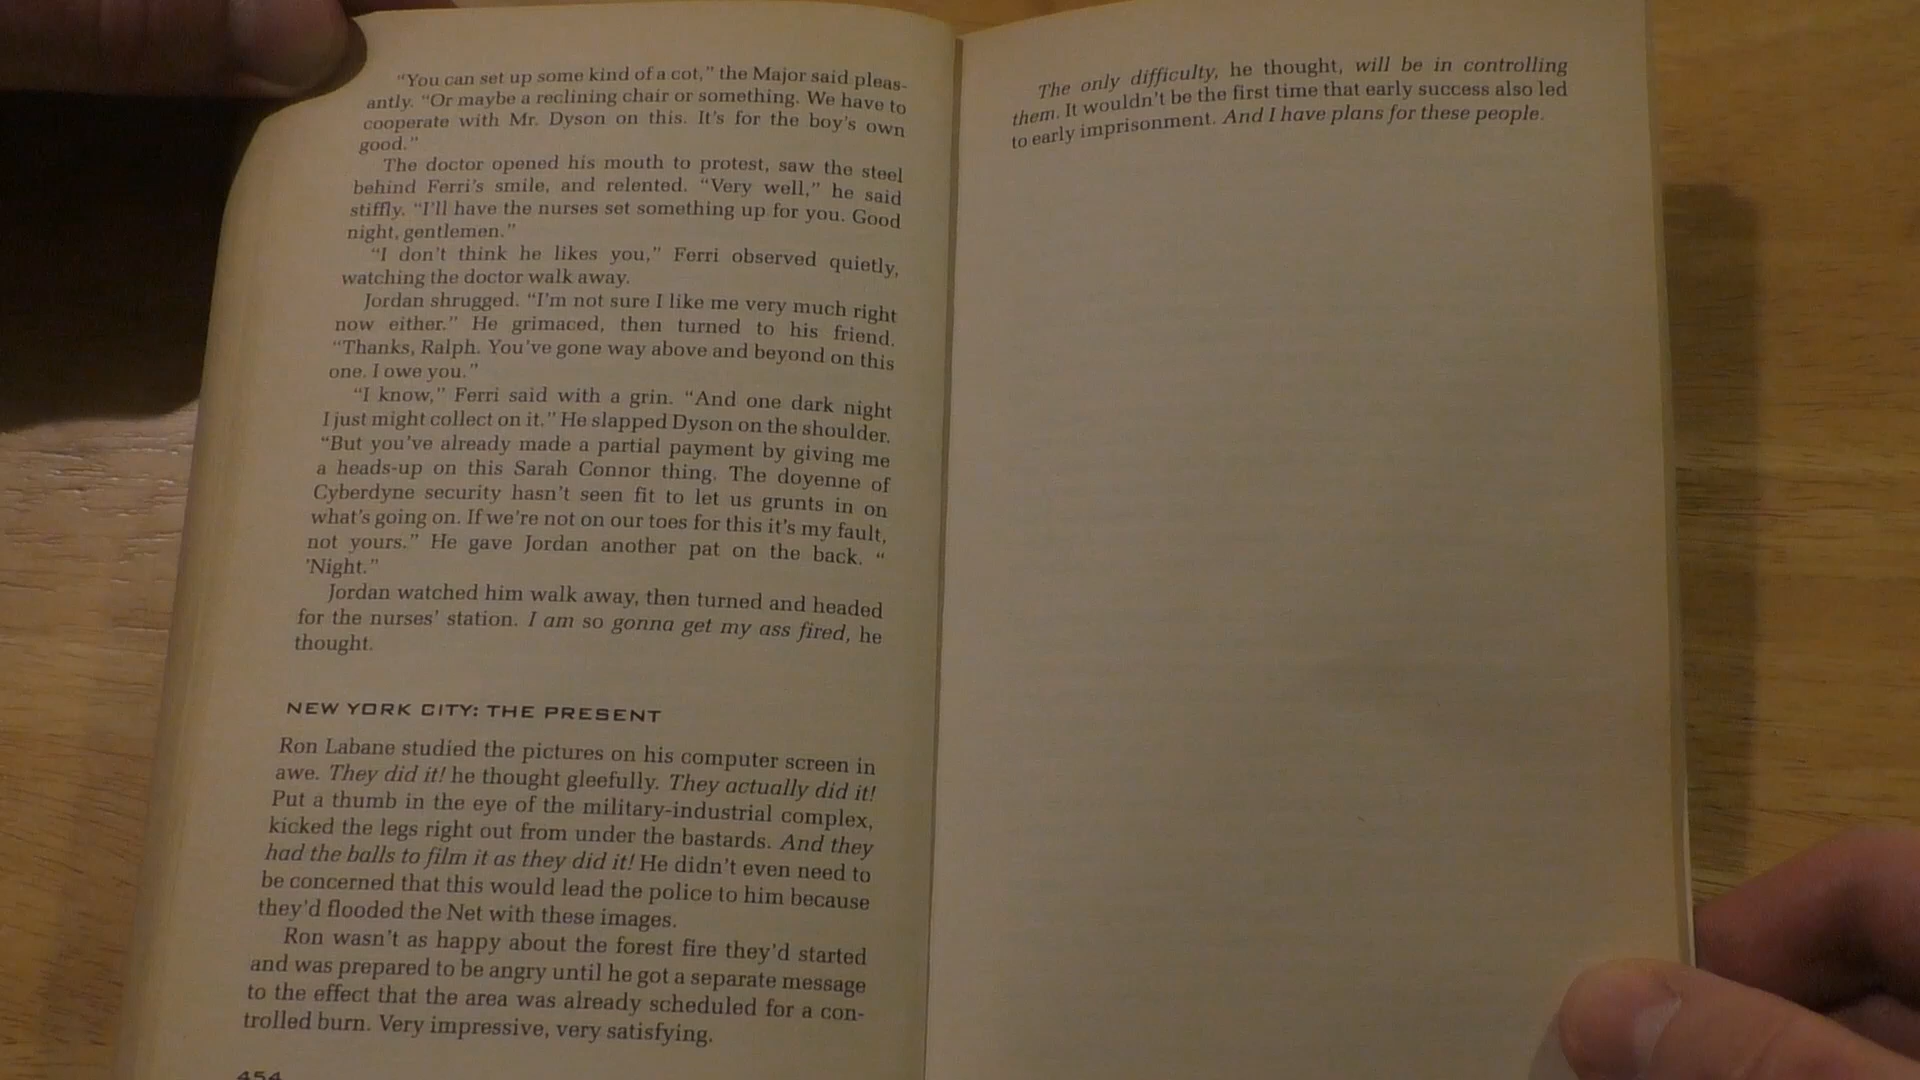 “You can set up some kind of a cot,” the Major said pleas-
antly. “Or maybe a reclining chair or something. We have to
cooperate with Mr. Dyson on this. It’s for the boy’s own
good.”
The doctor opened his mouth to protest, saw the steel
behind Ferri’s smile, and relented. “Very well,” he said
stiffly. “I’ll have the nurses set something up for you. Good
night, gentlemen.”
“I don’t think he likes you,” Ferri observed quietly,
watching the doctor walk away.
Jordan shrugged. “I’m not sure I like me very much right
now either.” He grimaced, then turned to his friend.
“Thanks, Ralph. You’ve gone way above and beyond on this
one. I owe you.”
“I know,” Ferri said with a grin. “And one dark night
I just might collect on it.” He slapped Dyson on the shoulder.
“But you’ve already made a partial payment by giving me
a heads-up on this Sarah Connor thing. The doyenne of
Cyberdyne security hasn’t seen fit to let us grunts in on
what’s going on. If we’re not on our toes for this it’s my fault,
not yours.” He gave Jordan another pat on the back. “
’Night.”
Jordan watched him walk away, then turned and headed
for the nurses’ station. I am so gonna get my ass fired, he
thought.
NEW YORK CITY: THE PRESENT
Ron Labane studied the pictures on his computer screen in
awe. They did it! he thought gleefully. They actually did it!
Put a thumb in the eye of the military-industrial complex,
kicked the legs right out from under the bastards. And they
had the balls to film it as they did it! He didn’t even need to
be concerned that this would lead the police to him because
they’d flooded the Net with these images.
Ron wasn’t as happy about the forest fire they’d started
and was prepared to be angry until he got a separate message
to the effect that the area was already scheduled for a con-
trolled burn. Very impressive, very satisfying.
454
The only difficulty, he thought, will be in controlling
them. It wouldn’t be the first time that early success also led
to early imprisonment. And I have plans for these people.